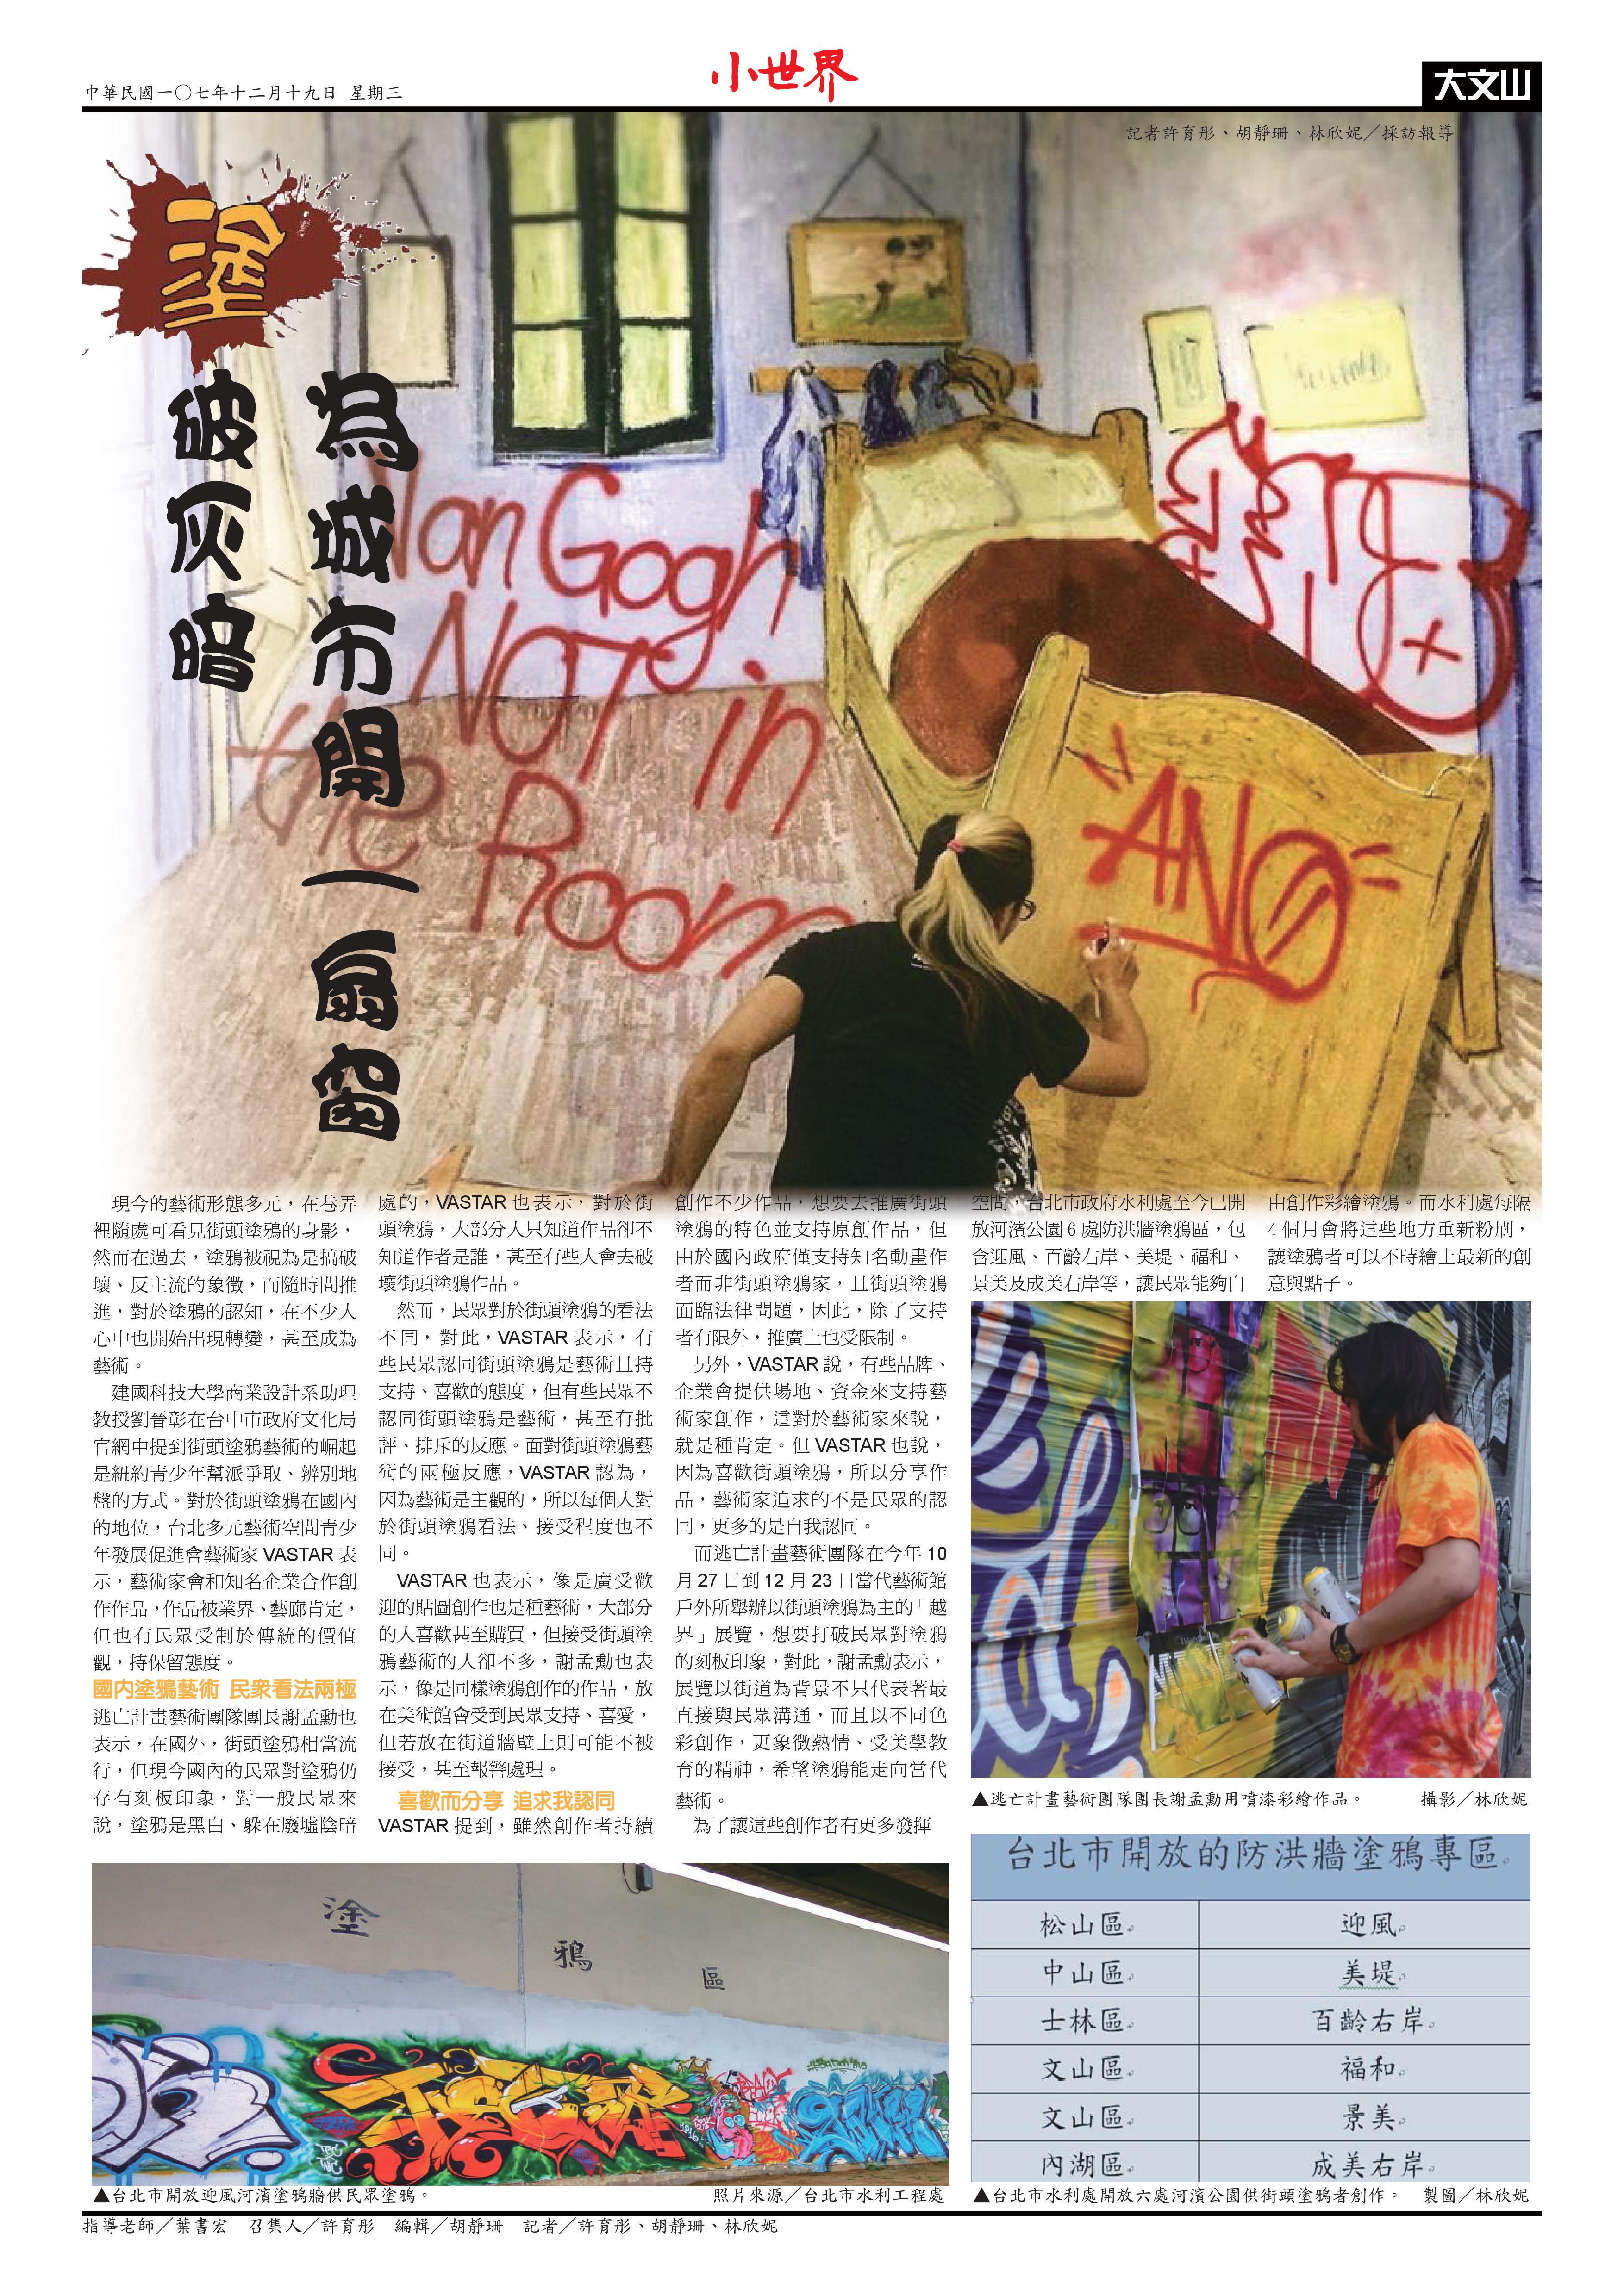 中華民國一○七年十二月十九日 星期三
小世界
大文山
記者許育彤、胡靜珊、林欣妮／採訪報導
塗
破灰暗
為城市開一扇窗
Van Gogh
NOT in
the Room
ANO
現今的藝術形態多元，在巷弄
裡隨處可看見街頭塗鴉的身影，
然而在過去，塗鴉被視為是搞破
壞、反主流的象徵，而隨時間推
進，對於塗鴉的認知，在不少人
心中也開始出現轉變，甚至成為
藝術。
建國科技大學商業設計系助理
教授劉晉彰在台中市政府文化局
官網中提到街頭塗鴉藝術的崛起
是紐約青少年幫派爭取、辨別地
盤的方式。對於街頭塗鴉在國內
的地位，台北多元藝術空間青少
年發展促進會藝術家 VASTAR 表
示，藝術家會和知名企業合作創
作作品，作品被業界、藝廊肯定，
但也有民眾受制於傳統的價值
觀，持保留態度。
國內塗鴉藝術 民眾看法兩極
逃亡計畫藝術團隊團長謝孟勳也
表示，在國外，街頭塗鴉相當流
行，但現今國內的民眾對塗鴉仍
存有刻板印象，對一般民眾來
說，塗鴉是黑白、躲在廢墟陰暗
處的，VASTAR 也表示，對於街
頭塗鴉，大部分人只知道作品卻不
知道作者是誰，甚至有些人會去破
壞街頭塗鴉作品。
然而，民眾對於街頭塗鴉的看法
不同，對此，VASTAR 表示，有
些民眾認同街頭塗鴉是藝術且持
支持、喜歡的態度，但有些民眾不
認同街頭塗鴉是藝術，甚至有批
評、排斥的反應。面對街頭塗鴉藝
術的兩極反應，VASTAR 認為，
因為藝術是主觀的，所以每個人對
於街頭塗鴉看法、接受程度也不
同。
VASTAR 也表示，像是廣受歡
迎的貼圖創作也是種藝術，大部分
的人喜歡甚至購買，但接受街頭塗
鴉藝術的人卻不多，謝孟勳也表
示，像是同樣塗鴉創作的作品，放
在美術館會受到民眾支持、喜愛，
但若放在街道牆壁上則可能不被
接受，甚至報警處理。
喜歡而分享 追求我認同
VASTAR 提到，雖然創作者持續
創作不少作品，想要去推廣街頭
塗鴉的特色並支持原創作品，但
由於國內政府僅支持知名動畫作
者而非街頭塗鴉家，且街頭塗鴉
面臨法律問題，因此，除了支持
者有限外，推廣上也受限制。
另外，VASTAR 說，有些品牌、
企業會提供場地、資金來支持藝
術家創作，這對於藝術家來說，
就是種肯定。但 VASTAR 也說，
因為喜歡街頭塗鴉，所以分享作
品，藝術家追求的不是民眾的認
同，更多的是自我認同。
而逃亡計畫藝術團隊在今年 10
月 27 日到 12 月 23 日當代藝術館
戶外所舉辦以街頭塗鴉為主的「越
界」展覽，想要打破民眾對塗鴉
的刻板印象，對此，謝孟勳表示，
展覽以街道為背景不只代表著最
直接與民眾溝通，而且以不同色
彩創作，更象徵熱情、受美學教
育的精神，希望塗鴉能走向當代
藝術。
為了讓這些創作者有更多發揮
空間，台北市政府水利處至今已開
放河濱公園 6 處防洪牆塗鴉區，包
含迎風、百齡右岸、美堤、福和、
景美及成美右岸等，讓民眾能夠自
由創作彩繪塗鴉。而水利處每隔
4 個月會將這些地方重新粉刷，
讓塗鴉者可以不時繪上最新的創
意與點子。
▲逃亡計畫藝術團隊團長謝孟勳用噴漆彩繪作品。 攝影／林欣妮
台北市開放的防洪牆塗鴉專區
松山區 迎風
中山區 美堤
士林區 百齡右岸
文山區 福和
文山區 景美
內湖區 成美右岸
塗鴉區
▲台北市開放迎風河濱塗鴉牆供民眾塗鴉。 照片來源／台北市水利工程處
▲台北市水利處開放六處河濱公園供街頭塗鴉者創作。 製圖／林欣妮
指導老師／葉書宏 召集人／許育彤 編輯／胡靜珊 記者／許育彤、胡靜珊、林欣妮